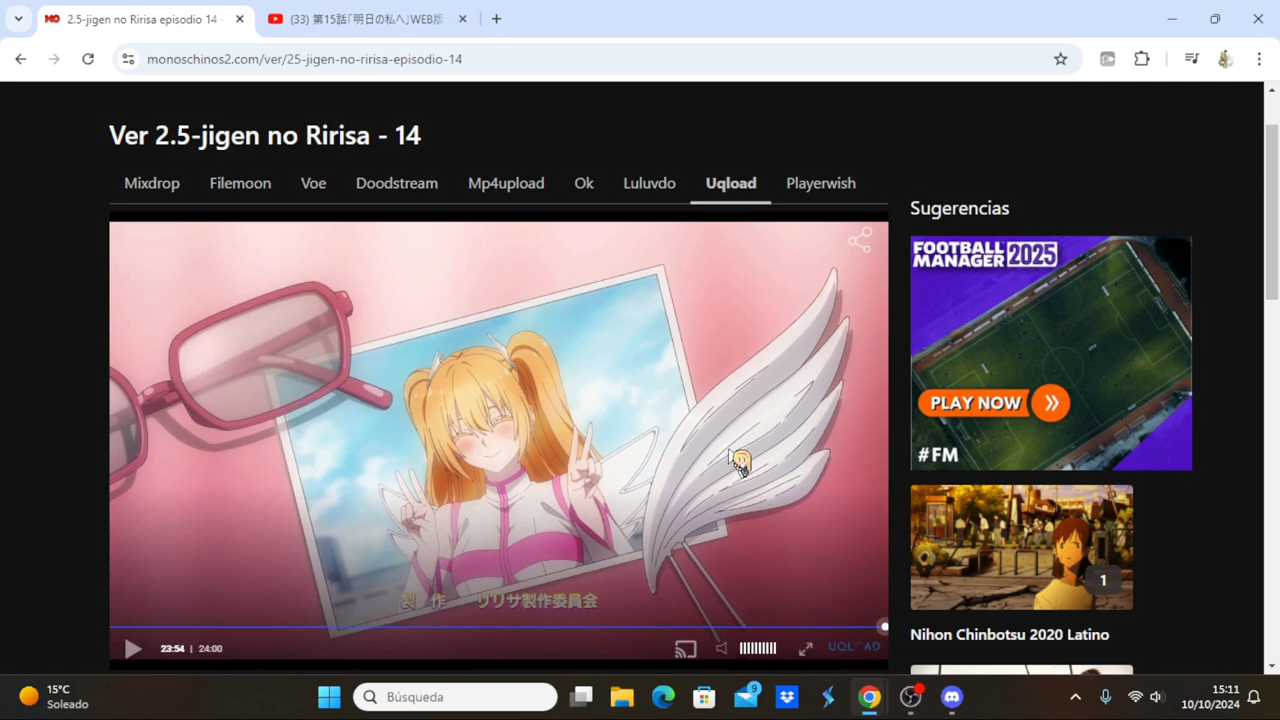 2.5-jigen no Ririsa episodio 14 -
(33) 第15話「明日の私へ」WEB版
monoschinos2.com/ver/25-jigen-no-ririsa-episodio-14
Ver 2.5-jigen no Ririsa - 14
Mixdrop Filemoon Voe Doodstream Mp4upload Ok Luluvdo Uqload Playerwish
Sugerencias
FOOTBALL MANAGER 2025
PLAY NOW
#FM
製 作 リリサ製作委員会
23:54 | 24:00
UQLOAD
1
Nihon Chinbotsu 2020 Latino
15°C
Soleado
Búsqueda
9
15:11
10/10/2024